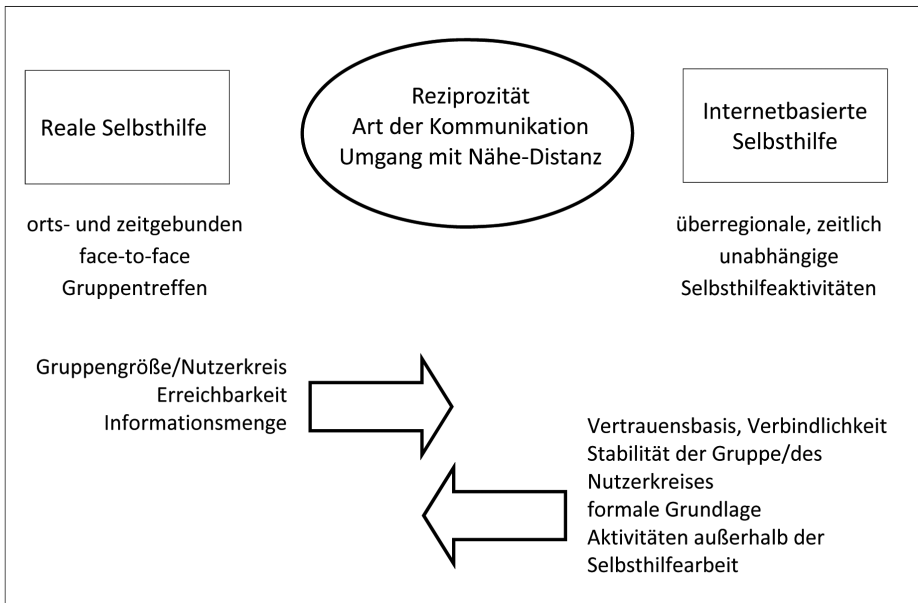 Reale Selbsthilfe
Reziprozität
Art der Kommunikation
Umgang mit Nähe-Distanz
Internetbasierte
Selbsthilfe
orts- und zeitgebunden
face-to-face
Gruppentreffen
überregionale, zeitlich
unabhängige
Selbsthilfeaktivitäten
Gruppengröße/Nutzerkreis
Erreichbarkeit
Informationsmenge
Vertrauensbasis, Verbindlichkeit
Stabilität der Gruppe/des
Nutzerkreises
formale Grundlage
Aktivitäten außerhalb der
Selbsthilfearbeit